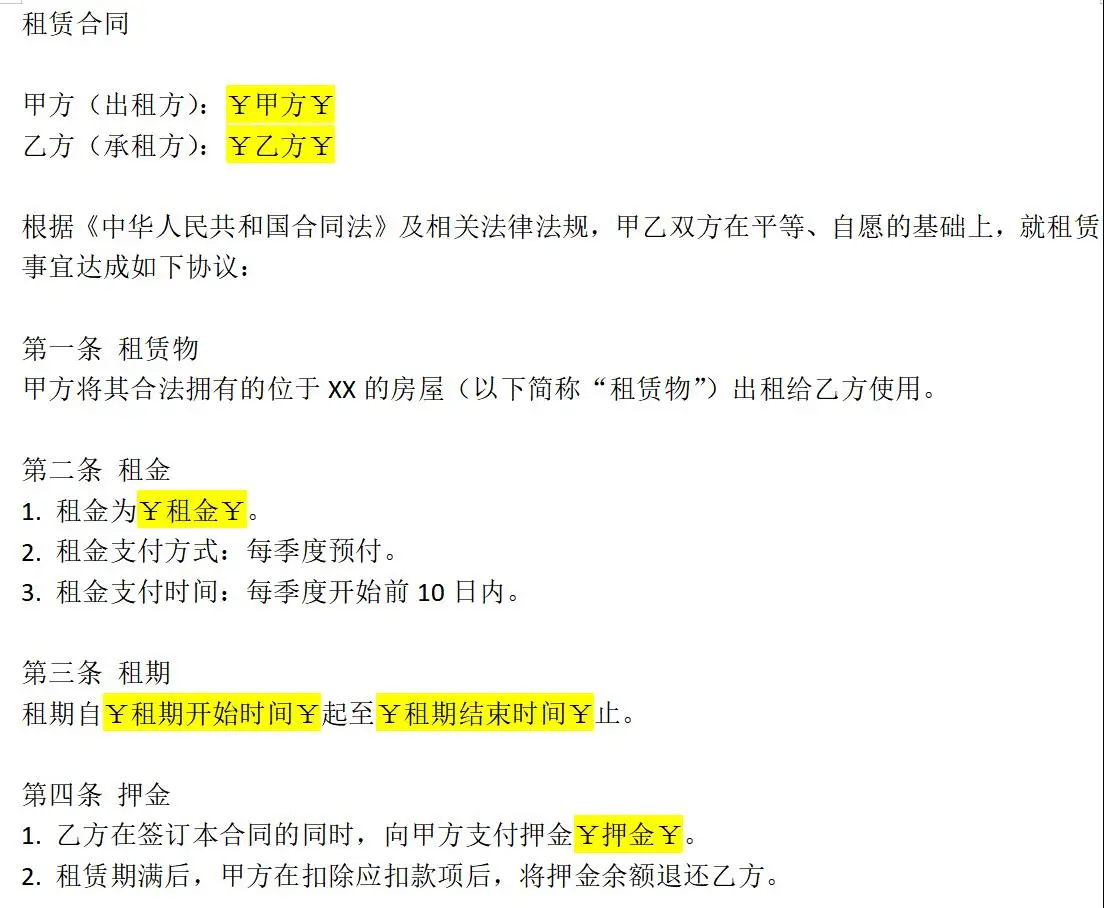 租赁合同
甲方（出租方）：￥甲方￥
乙方（承租方）：￥乙方￥
根据《中华人民共和国合同法》及相关法律法规，甲乙双方在平等、自愿的基础上，就租赁
事宜达成如下协议：
第一条 租赁物
甲方将其合法拥有的位于 XX 的房屋（以下简称“租赁物”）出租给乙方使用。
第二条 租金
1. 租金为￥租金￥。
2. 租金支付方式：每季度预付。
3. 租金支付时间：每季度开始前 10 日内。
第三条 租期
租期自￥租期开始时间￥起至￥租期结束时间￥止。
第四条 押金
1. 乙方在签订本合同的同时，向甲方支付押金￥押金￥。
2. 租赁期满后，甲方在扣除应扣款项后，将押金余额退还乙方。